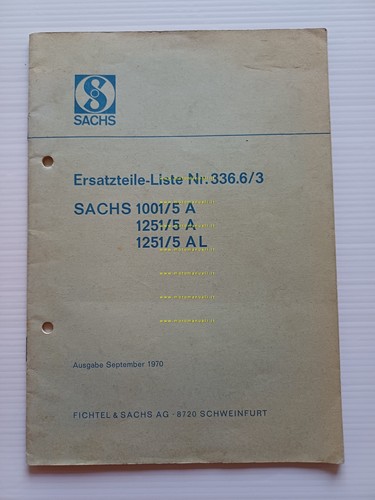 SACHS
Ersatzteile-Liste Nr. 336.6/3
SACHS 1001/5 A
1251/5 A
1251/5 A L
Ausgabe September 1970
FICHTEL & SACHS AG · 8720 SCHWEINFURT